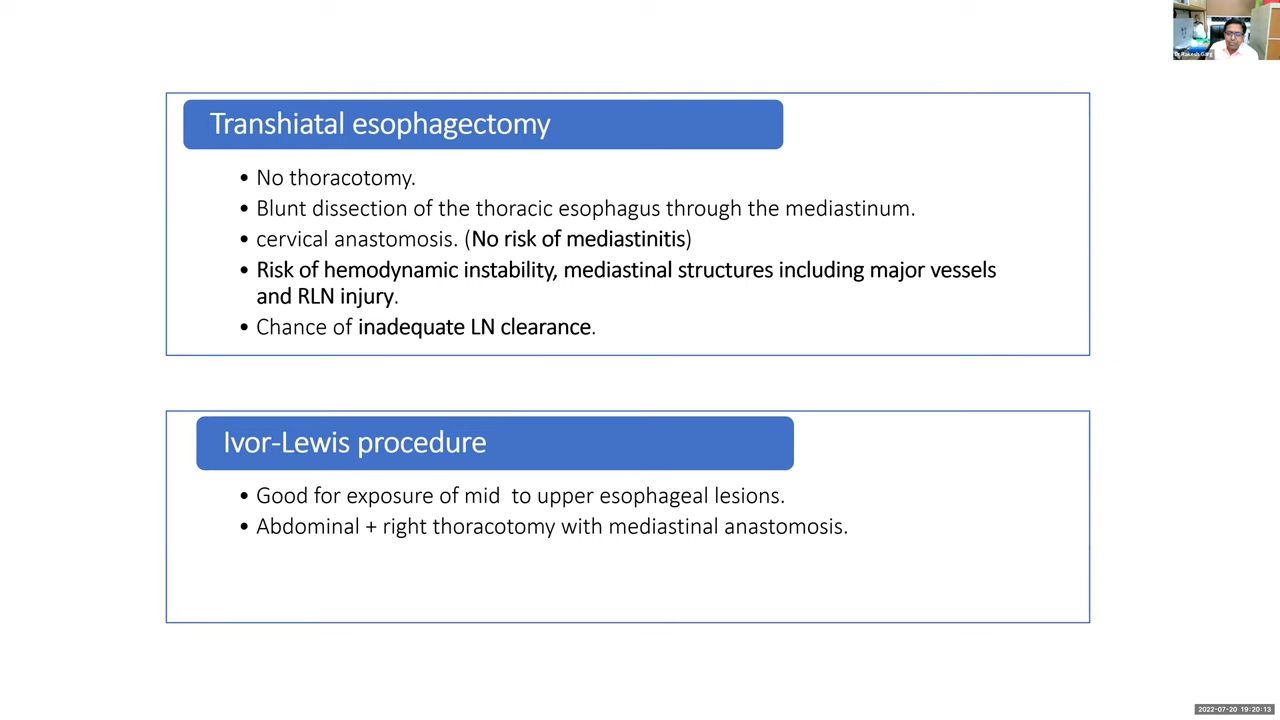 Dr.Rakesh Garg
Transhiatal esophagectomy
• No thoracotomy.
• Blunt dissection of the thoracic esophagus through the mediastinum.
• cervical anastomosis. (No risk of mediastinitis)
• Risk of hemodynamic instability, mediastinal structures including major vessels
and RLN injury.
• Chance of inadequate LN clearance.
Ivor-Lewis procedure
• Good for exposure of mid  to upper esophageal lesions.
• Abdominal + right thoracotomy with mediastinal anastomosis.
2022-07-20 19:20:13